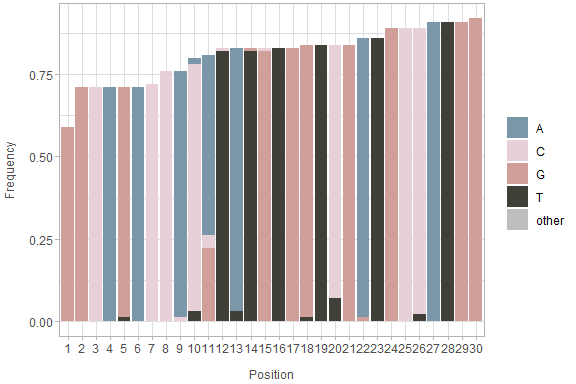 0.75
0.50
0.25
0.00
Frequency
1 2 3 4 5 6 7 8 9 10 11 12 13 14 15 16 17 18 19 20 21 22 23 24 25 26 27 28 29 30
Position
A
C
G
T
other